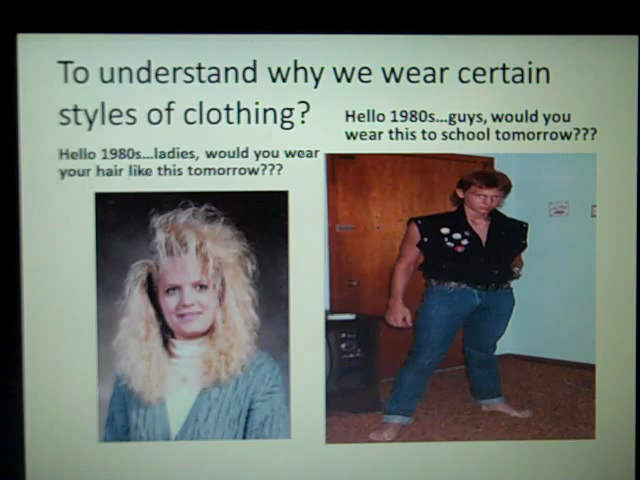 To understand why we wear certain
styles of clothing?
Hello 1980s...guys, would you
wear this to school tomorrow???
Hello 1980s...ladies, would you wear
your hair like this tomorrow???